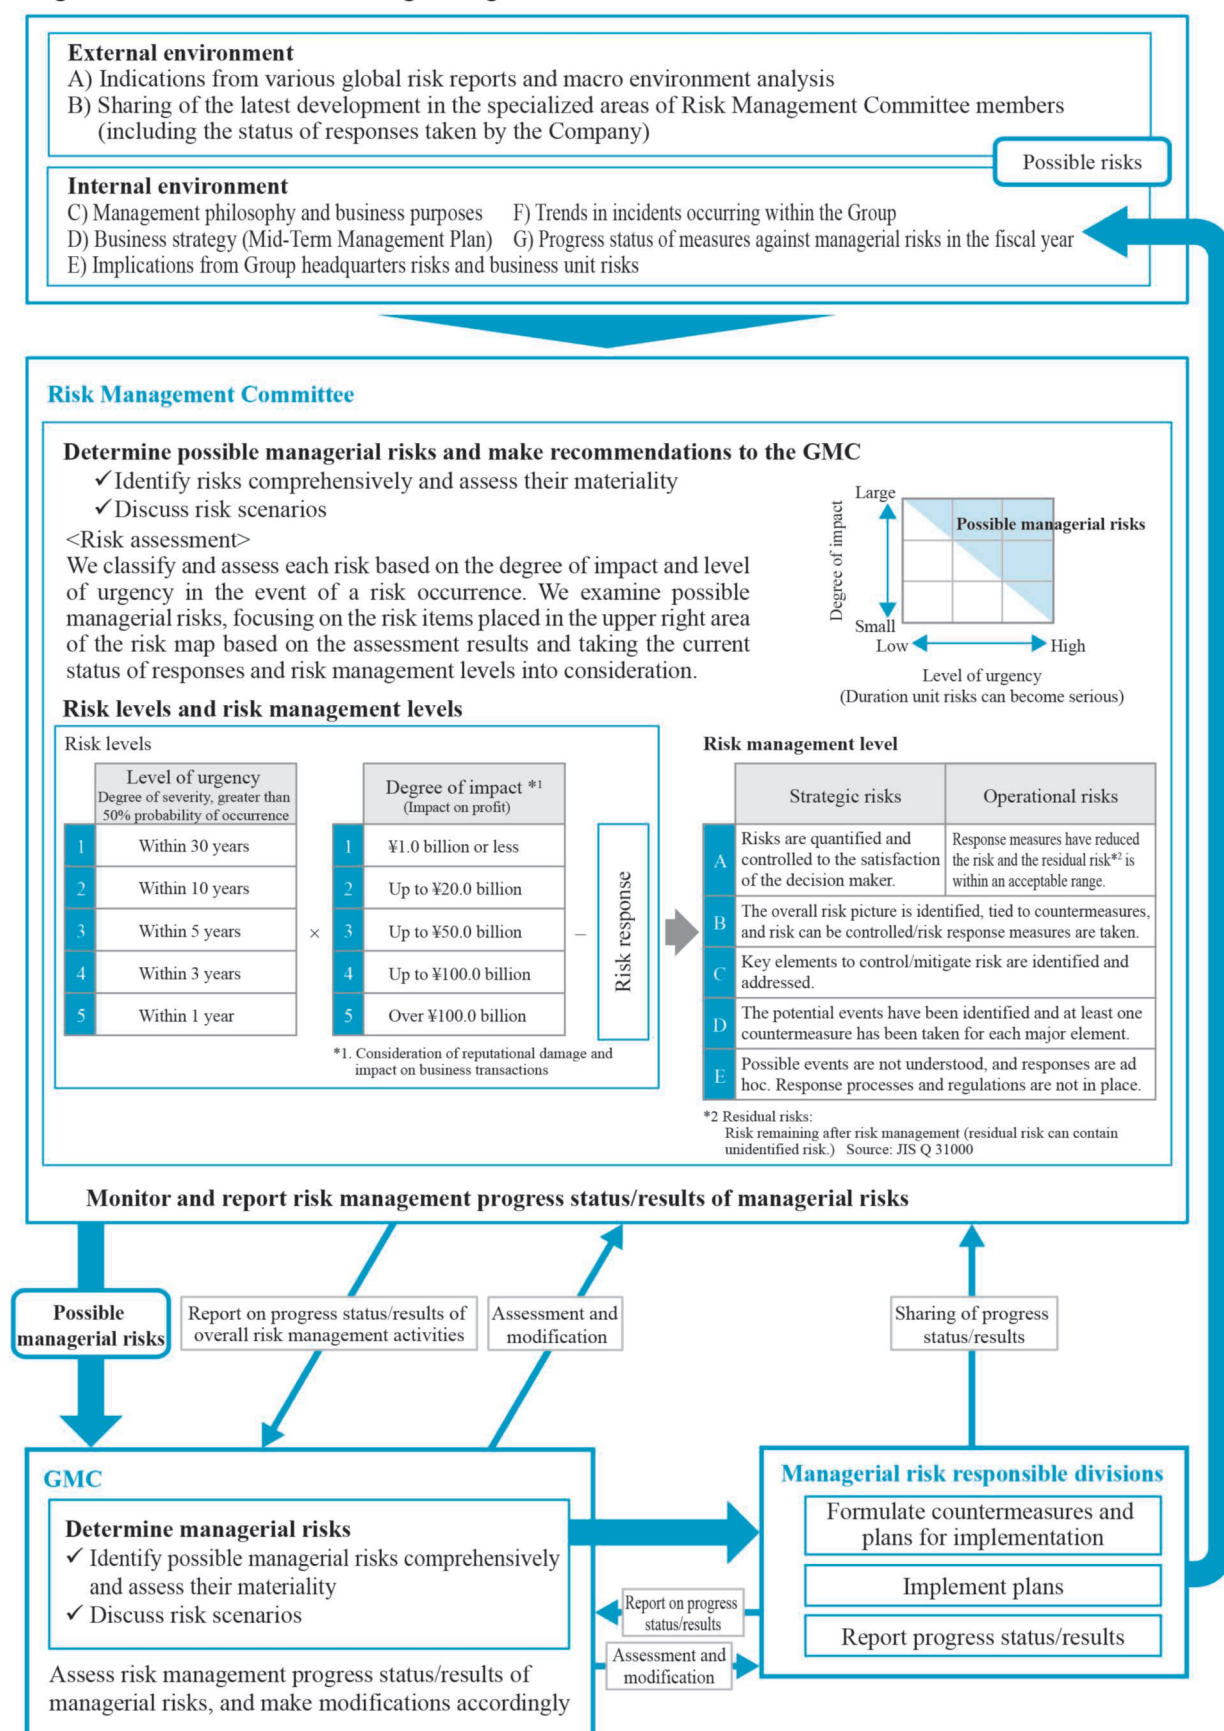 External environment
A) Indications from various global risk reports and macro environment analysis
B) Sharing of the latest development in the specialized areas of Risk Management Committee members
(including the status of responses taken by the Company)
Possible risks
Internal environment
C) Management philosophy and business purposes
D) Business strategy (Mid-Term Management Plan)
E) Implications from Group headquarters risks and business unit risks
F) Trends in incidents occurring within the Group
G) Progress status of measures against managerial risks in the fiscal year
Risk Management Committee
Determine possible managerial risks and make recommendations to the GMC
✓Identify risks comprehensively and assess their materiality
✓Discuss risk scenarios
<Risk assessment>
We classify and assess each risk based on the degree of impact and level
of urgency in the event of a risk occurrence. We examine possible
managerial risks, focusing on the risk items placed in the upper right area
of the risk map based on the assessment results and taking the current
status of responses and risk management levels into consideration.
Degree of impact
Large
Small
Possible managerial risks
Low
High
Level of urgency
(Duration unit risks can become serious)
Risk levels and risk management levels
Risk levels
Level of urgency
Degree of severity, greater than
50% probability of occurrence
1 Within 30 years
2 Within 10 years
3 Within 5 years
4 Within 3 years
5 Within 1 year
×
Degree of impact *1
(Impact on profit)
1 ¥1.0 billion or less
2 Up to ¥20.0 billion
3 Up to ¥50.0 billion
4 Up to ¥100.0 billion
5 Over ¥100.0 billion
−
Risk response
*1. Consideration of reputational damage and
impact on business transactions
Risk management level
Strategic risks
Operational risks
A
Risks are quantified and
controlled to the satisfaction
of the decision maker.
Response measures have reduced
the risk and the residual risk*2 is
within an acceptable range.
B
The overall risk picture is identified, tied to countermeasures,
and risk can be controlled/risk response measures are taken.
C
Key elements to control/mitigate risk are identified and
addressed.
D
The potential events have been identified and at least one
countermeasure has been taken for each major element.
E
Possible events are not understood, and responses are ad
hoc. Response processes and regulations are not in place.
*2 Residual risks:
Risk remaining after risk management (residual risk can contain
unidentified risk.) Source: JIS Q 31000
Monitor and report risk management progress status/results of managerial risks
Possible
managerial risks
Report on progress status/results of
overall risk management activities
Assessment and
modification
Sharing of progress
status/results
GMC
Determine managerial risks
✓ Identify possible managerial risks comprehensively
and assess their materiality
✓ Discuss risk scenarios
Assess risk management progress status/results of
managerial risks, and make modifications accordingly
Report on progress
status/results
Assessment and
modification
Managerial risk responsible divisions
Formulate countermeasures and
plans for implementation
Implement plans
Report progress status/results